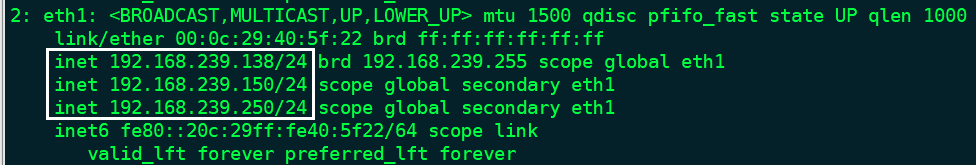 2: eth1: <BROADCAST,MULTICAST,UP,LOWER_UP> mtu 1500 qdisc pfifo_fast state UP qlen 1000
link/ether 00:0c:29:40:5f:22 brd ff:ff:ff:ff:ff:ff
inet 192.168.239.138/24 brd 192.168.239.255 scope global eth1
inet 192.168.239.150/24 scope global secondary eth1
inet 192.168.239.250/24 scope global secondary eth1
inet6 fe80::20c:29ff:fe40:5f22/64 scope link
valid_lft forever preferred_lft forever